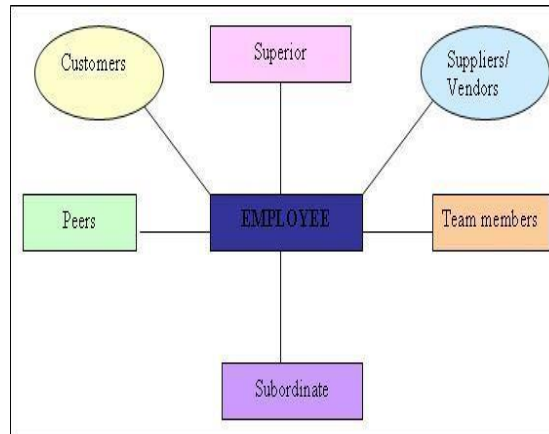 Customers
Superior
Suppliers/
Vendors
Peers
EMPLOYEE
Team members
Subordinate